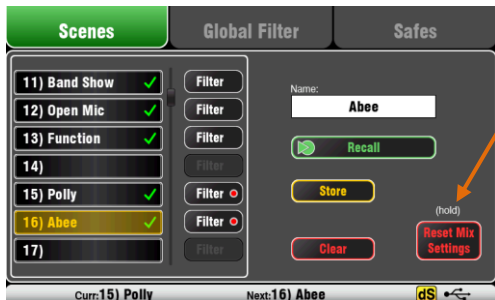 Scenes Global Filter Safes
11) Band Show Filter
12) Open Mic Filter
13) Function Filter
14) Filter
15) Polly Filter
16) Abee Filter
17) Filter
Name:
Abee
Recall
Store
(hold)
Clear
Reset Mix
Settings
Curr:15) Polly Next:16) Abee dS